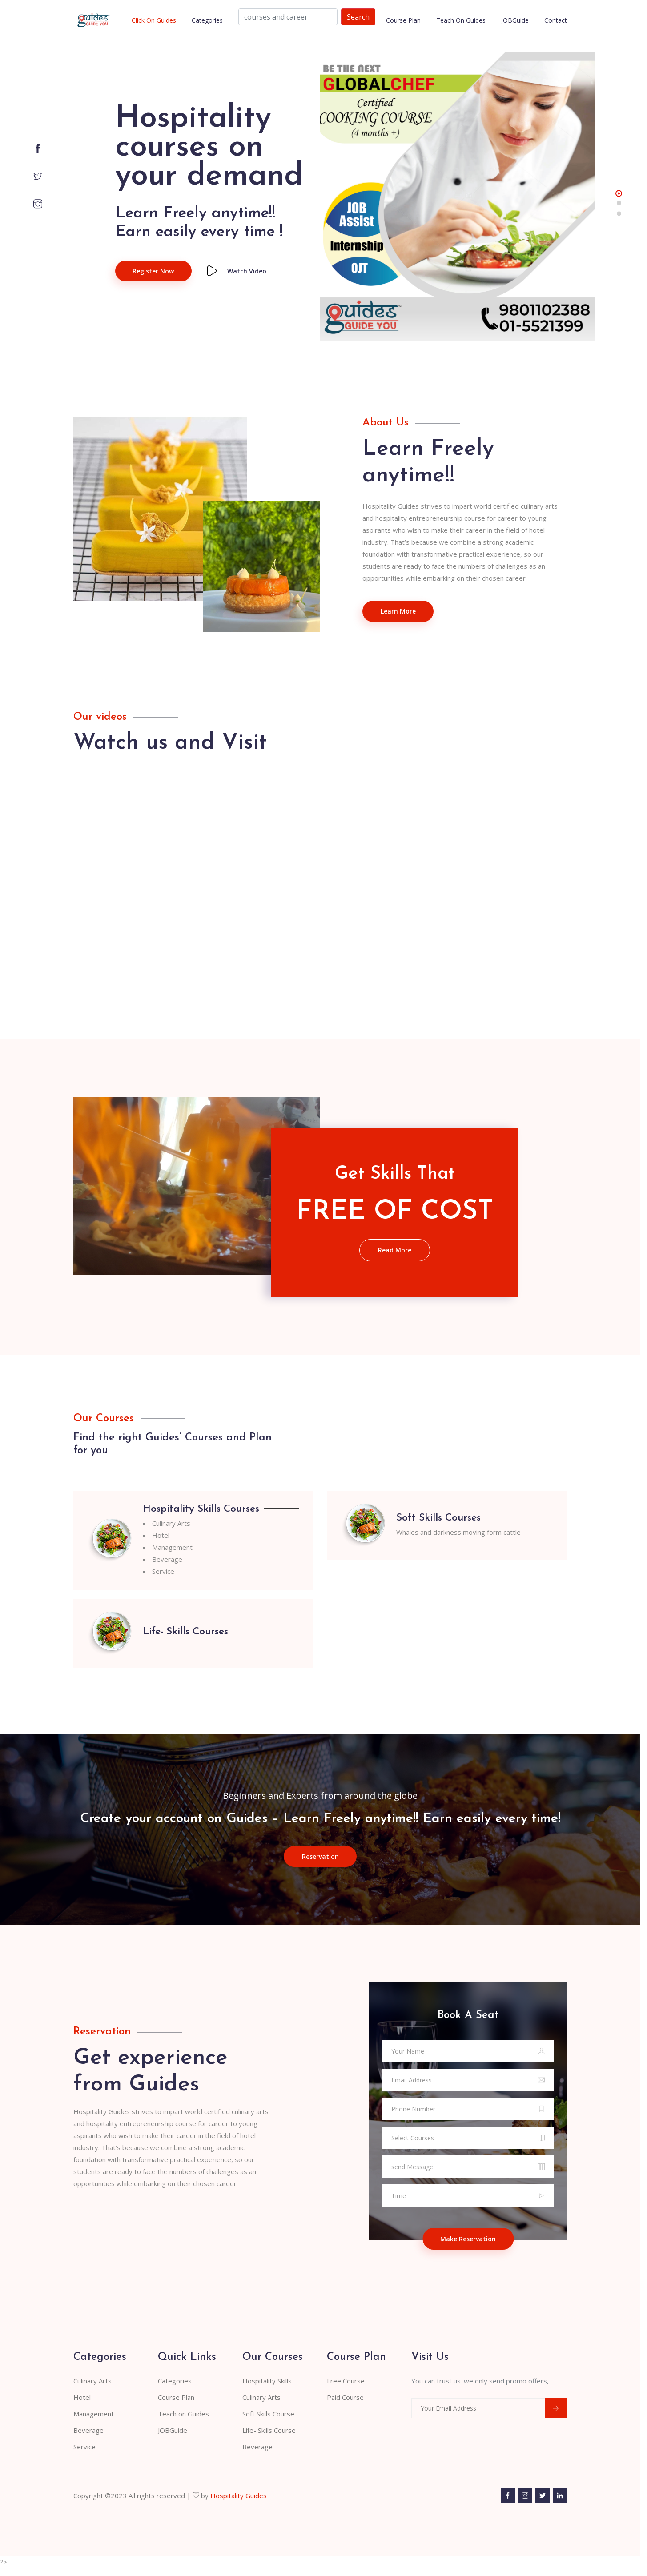 guides
GUIDE YOU
Click On Guides
Categories
courses and career
Search
Course Plan
Teach On Guides
JOBGuide
Contact
Hospitality
courses on
your demand
Learn Freely anytime!!
Earn easily every time !
Register Now
Watch Video
BE THE NEXT
GLOBALCHEF
Certified
COOKING COURSE
(4 months +)
JOB
Assist
Internship
OJT
guides
GUIDE YOU
9801102388
01-5521399
About Us
Learn Freely
anytime!!
Hospitality Guides strives to impart world certified culinary arts
and hospitality entrepreneurship course for career to young
aspirants who wish to make their career in the field of hotel
industry. That's because we combine a strong academic
foundation with transformative practical experience, so our
students are ready to face the numbers of challenges as an
opportunities while embarking on their chosen career.
Learn More
Our videos
Watch us and Visit
Get Skills That
FREE OF COST
Read More
Our Courses
Find the right Guides' Courses and Plan
for you
Hospitality Skills Courses
• Culinary Arts
• Hotel
• Management
• Beverage
• Service
Soft Skills Courses
Whales and darkness moving form cattle
Life- Skills Courses
Beginners and Experts from around the globe
Create your account on Guides – Learn Freely anytime!! Earn easily every time!
Reservation
Reservation
Get experience
from Guides
Hospitality Guides strives to impart world certified culinary arts
and hospitality entrepreneurship course for career to young
aspirants who wish to make their career in the field of hotel
industry. That's because we combine a strong academic
foundation with transformative practical experience, so our
students are ready to face the numbers of challenges as an
opportunities while embarking on their chosen career.
Book A Seat
Your Name
Email Address
Phone Number
Select Courses
send Message
Time
Make Reservation
Categories
Culinary Arts
Hotel
Management
Beverage
Service
Quick Links
Categories
Course Plan
Teach on Guides
JOBGuide
Our Courses
Hospitality Skills
Culinary Arts
Soft Skills Course
Life- Skills Course
Beverage
Course Plan
Free Course
Paid Course
Visit Us
You can trust us. we only send promo offers,
Your Email Address
Copyright ©2023 All rights reserved | ♡ by Hospitality Guides
?>